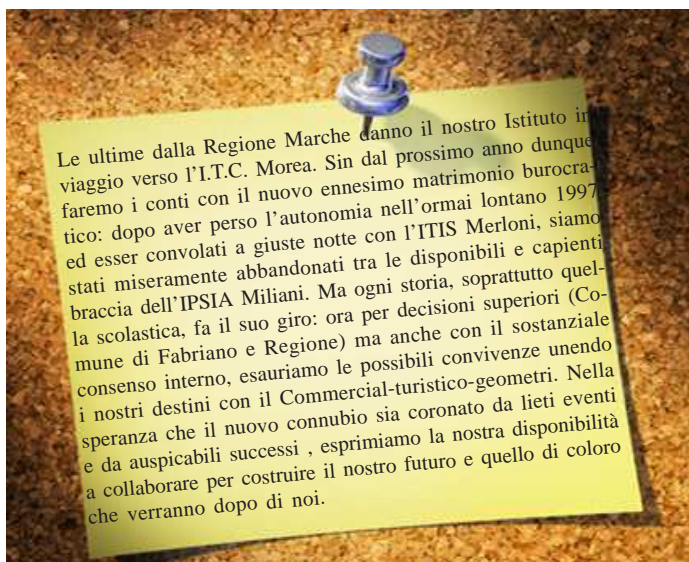 Le ultime dalla Regione Marche danno il nostro Istituto in
viaggio verso l'I.T.C. Morea. Sin dal prossimo anno dunque
faremo i conti con il nuovo ennesimo matrimonio burocra-
tico: dopo aver perso l'autonomia nell'ormai lontano 1997
ed esser convolati a giuste notte con l'ITIS Merloni, siamo
stati miseramente abbandonati tra le disponibili e capienti
braccia dell'IPSIA Miliani. Ma ogni storia, soprattutto quel-
la scolastica, fa il suo giro: ora per decisioni superiori (Co-
mune di Fabriano e Regione) ma anche con il sostanziale
consenso interno, esauriamo le possibili convivenze unendo
i nostri destini con il Commercial-turistico-geometri. Nella
speranza che il nuovo connubio sia coronato da lieti eventi
e da auspicabili successi , esprimiamo la nostra disponibilità
a collaborare per costruire il nostro futuro e quello di coloro
che verranno dopo di noi.